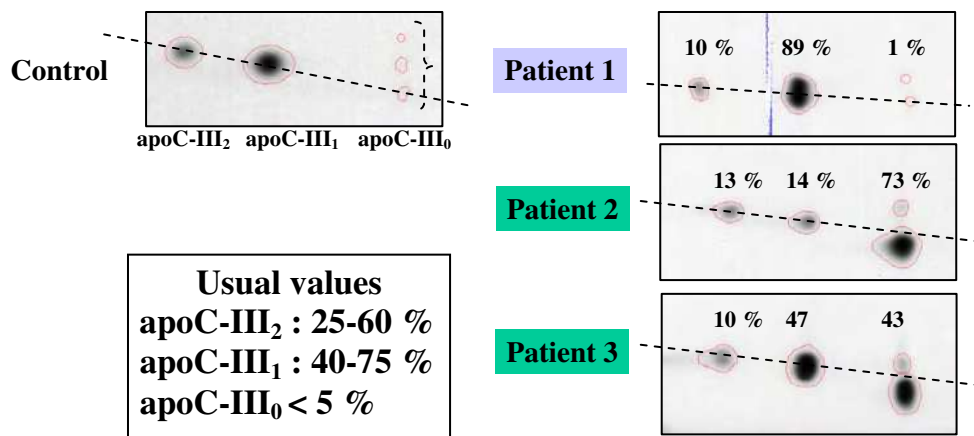 Control
apoC-III₂ apoC-III₁ apoC-III₀
Patient 1
10 % 89 % 1 %
Patient 2
13 % 14 % 73 %
Patient 3
10 % 47 43
Usual values
apoC-III₂ : 25-60 %
apoC-III₁ : 40-75 %
apoC-III₀ < 5 %